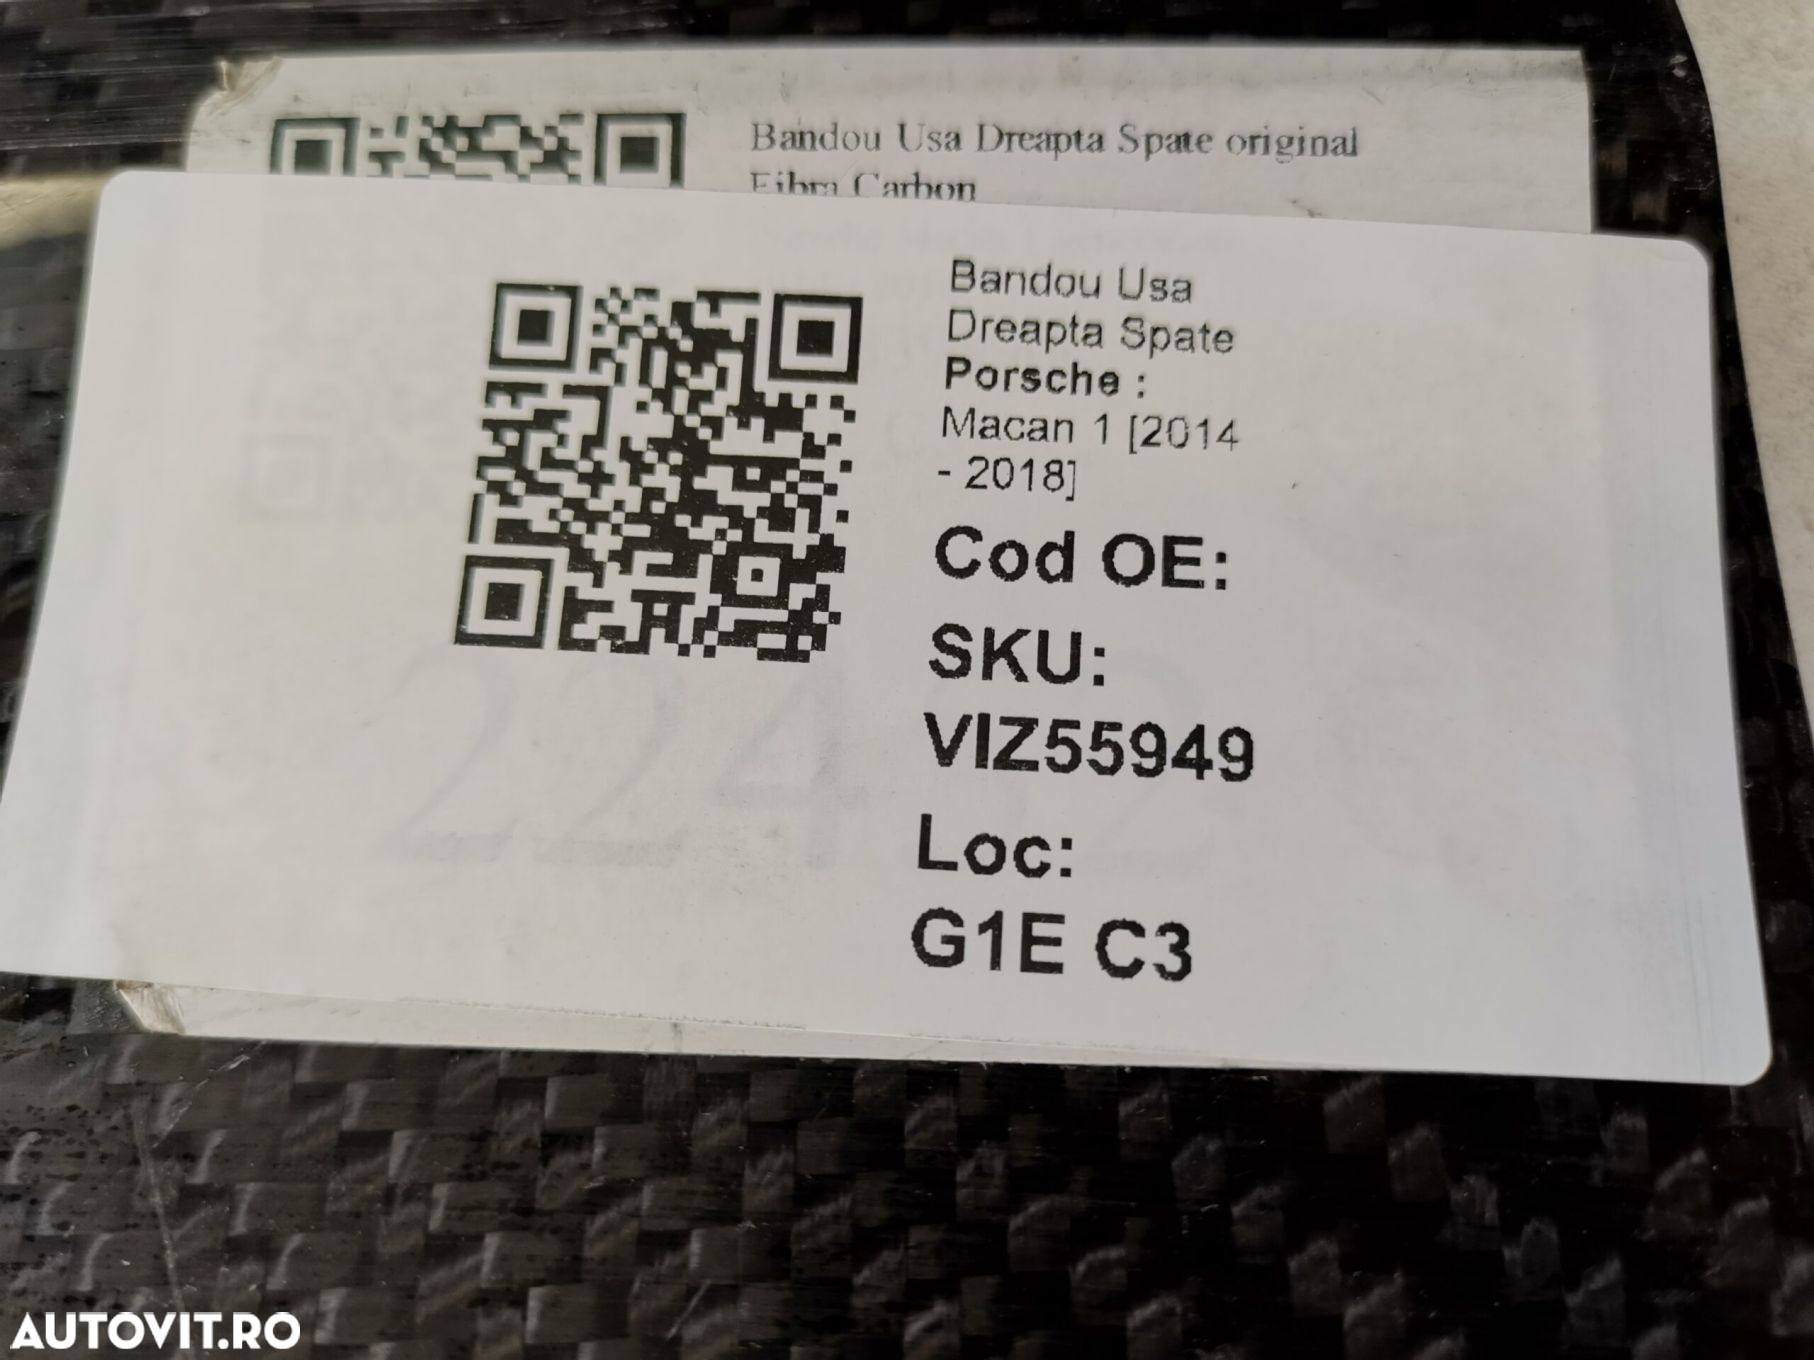 Bandou Usa Dreapta Spate original
Fibra Carbon
Bandou Usa
Dreapta Spate
Porsche :
Macan 1 [2014
- 2018]
Cod OE:
SKU:
VIZ55949
Loc:
G1E C3
AUTOVIT.RO